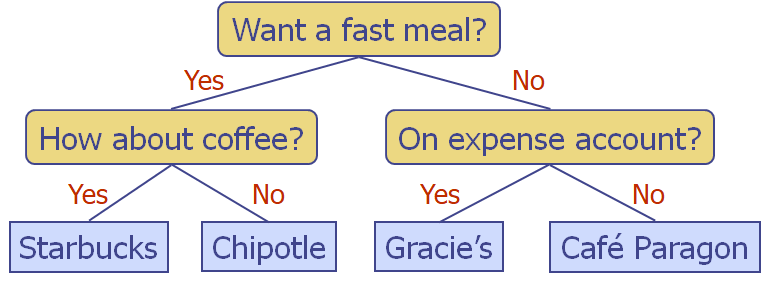 Want a fast meal?
Yes
No
How about coffee?
On expense account?
Yes
No
Yes
No
Starbucks
Chipotle
Gracie’s
Café Paragon